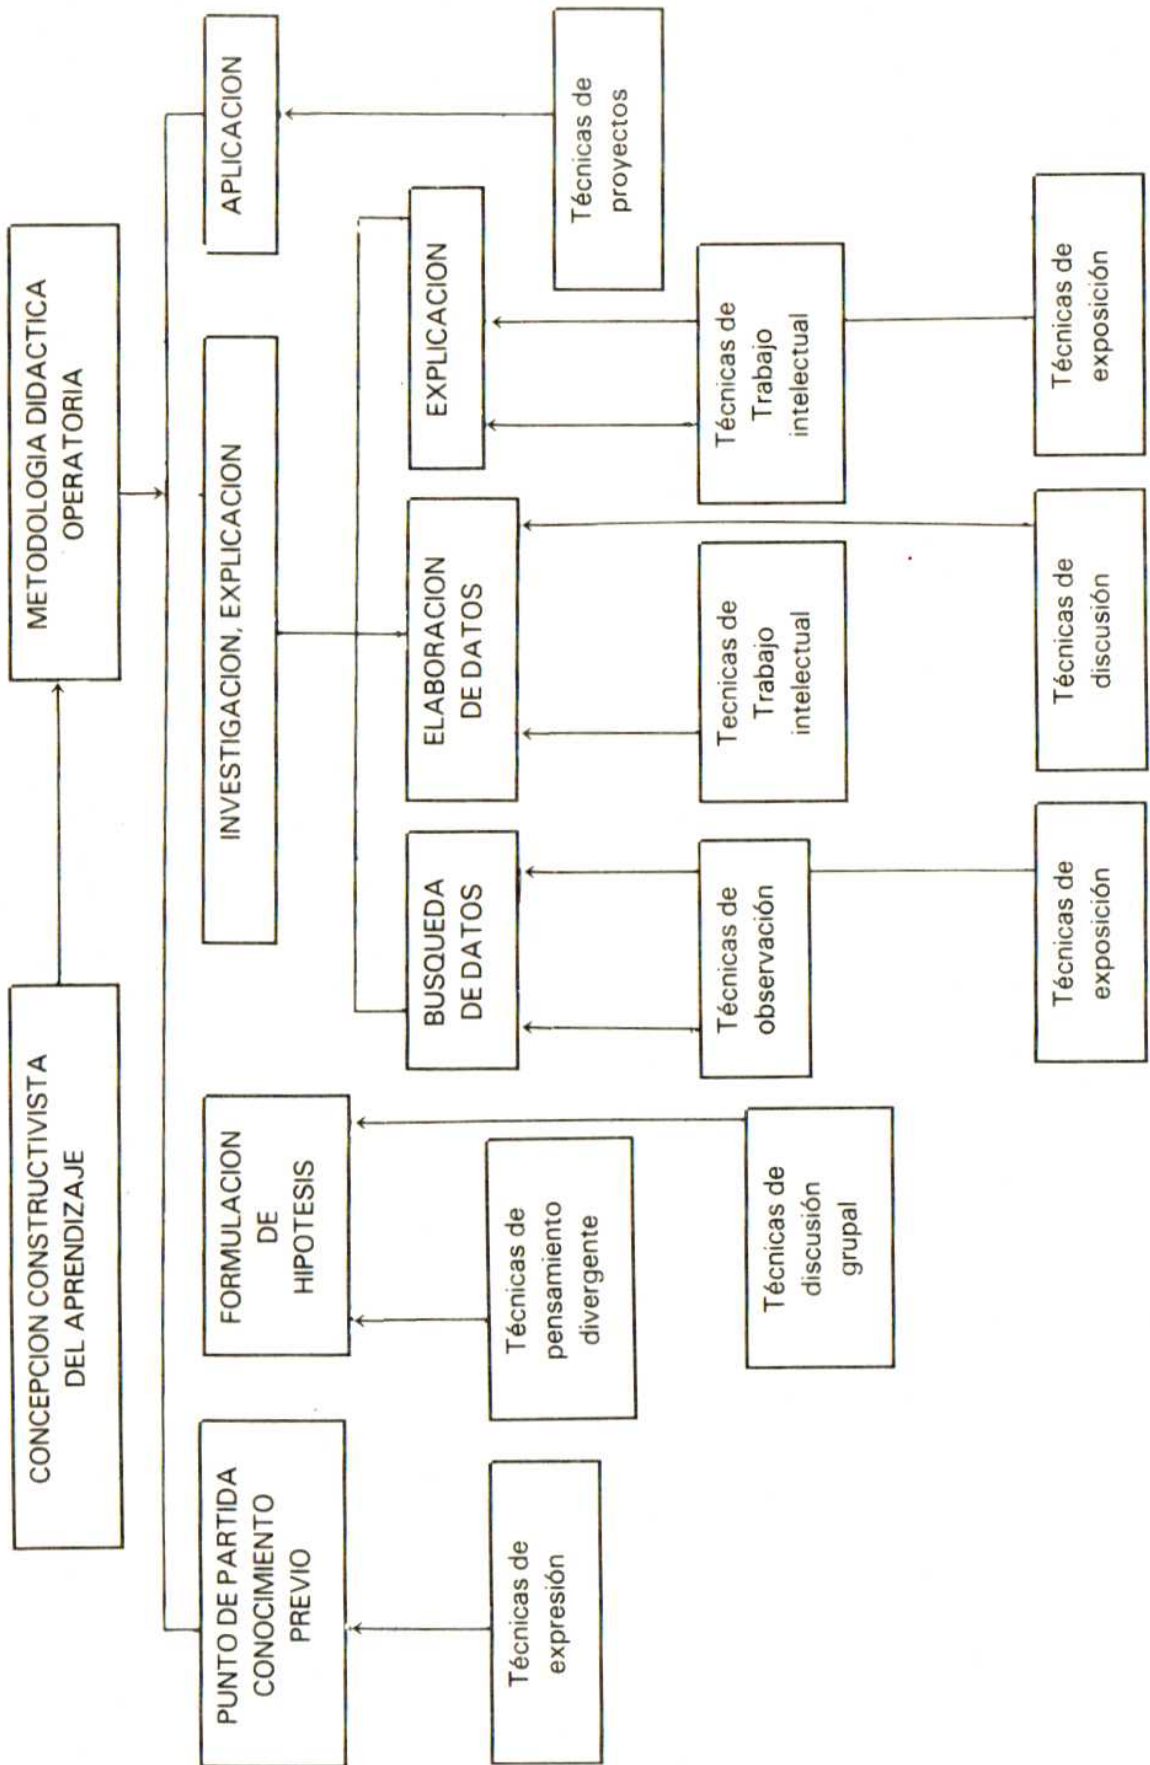 CONCEPCION CONSTRUCTIVISTA
DEL APRENDIZAJE
METODOLOGIA DIDACTICA
OPERATORIA
PUNTO DE PARTIDA
CONOCIMIENTO
PREVIO
FORMULACION
DE
HIPOTESIS
INVESTIGACION, EXPLICACION
APLICACION
BUSQUEDA
DE DATOS
ELABORACION
DE DATOS
EXPLICACION
Técnicas de
expresión
Técnicas de
pensamiento
divergente
Técnicas de
proyectos
Técnicas de
observación
Tecnicas de
Trabajo
intelectual
Técnicas de
Trabajo
intelectual
Técnicas de
discusión
grupal
Técnicas de
exposición
Técnicas de
discusión
Técnicas de
exposición